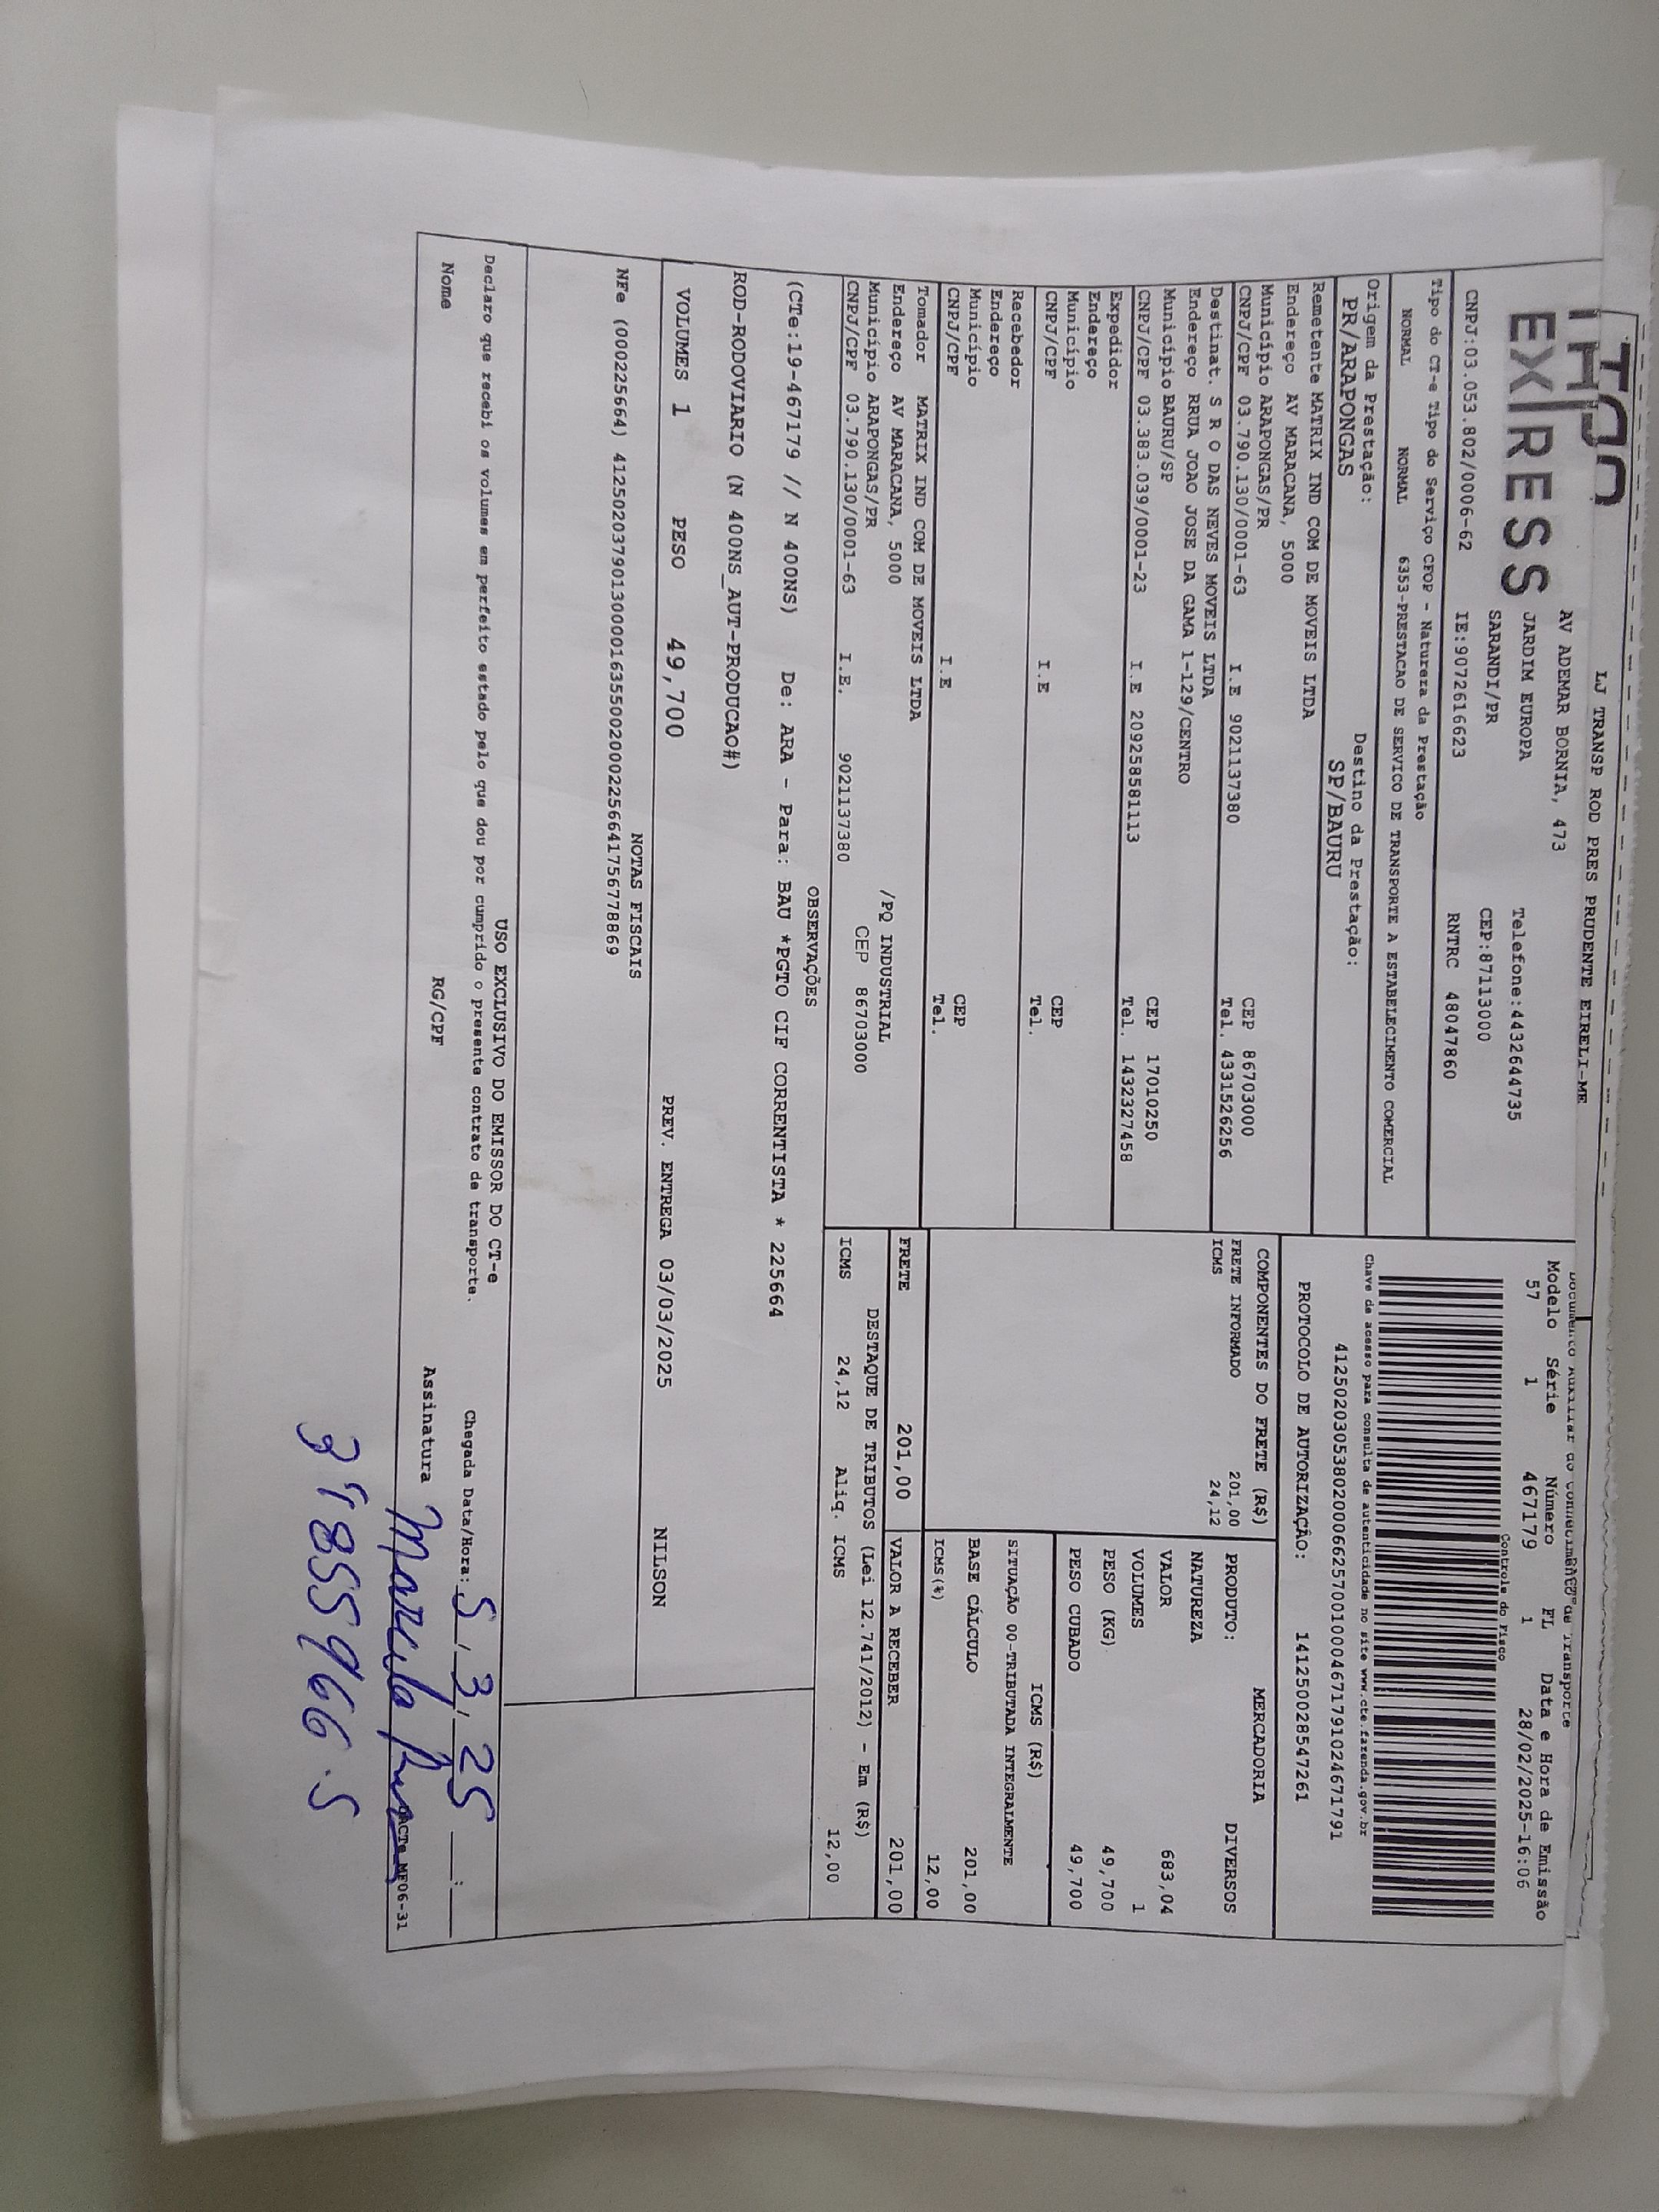 EXPRESS
LJ TRANSP ROD PRES PRUDENTE EIRELI-ME
AV ADEMAR BORNIA, 473
JARDIM EUROPA Telefone:4432644735
SARANDI/PR CEP:87113000
CNPJ:03.053.802/0006-62 IE:9072616623 RNTRC 48047860
Tipo do CT-e Tipo do Serviço CFOP - Natureza da Prestação
NORMAL NORMAL 6353-PRESTACAO DE SERVICO DE TRANSPORTE A ESTABELECIMENTO COMERCIAL
Origem da Prestação: Destino da Prestação:
PR/ARAPONGAS SP/BAURU
Modelo Série Número FL Data e Hora de Emissão
57 1 467179 1 28/02/2025-16:06
Controle do Fisco
Chave de acesso para consulta de autenticidade no site www.cte.fazenda.gov.br
41250203053802000662570010004671791024671791
PROTOCOLO DE AUTORIZAÇÃO: 141250028547261
Remetente MATRIX IND COM DE MOVEIS LTDA
Endereço AV MARACANA, 5000
Município ARAPONGAS/PR CEP 86703000
CNPJ/CPF 03.790.130/0001-63 I.E 9021137380 Tel. 4331526256
Destinat. S R O DAS NEVES MOVEIS LTDA
Endereço RRUA JOAO JOSE DA GAMA 1-129/CENTRO
Município BAURU/SP CEP 17010250
CNPJ/CPF 03.383.039/0001-23 I.E 209258581113 Tel. 1432327458
Expedidor
Endereço
Município CEP
CNPJ/CPF I.E Tel.
Recebedor
Endereço
Município CEP
CNPJ/CPF I.E Tel.
Tomador MATRIX IND COM DE MOVEIS LTDA
Endereço AV MARACANA, 5000 /PQ INDUSTRIAL
Município ARAPONGAS/PR CEP 86703000
CNPJ/CPF 03.790.130/0001-63 I.E. 9021137380
COMPONENTES DO FRETE (R$)
FRETE INFORMADO 201,00
ICMS 24,12
MERCADORIA
PRODUTO: DIVERSOS
NATUREZA
VALOR 683,04
VOLUMES 1
PESO (KG) 49,700
PESO CUBADO 49,700
ICMS (R$)
SITUAÇÃO 00-TRIBUTADA INTEGRALMENTE
BASE CÁLCULO 201,00
ICMS(%) 12,00
FRETE 201,00 VALOR A RECEBER 201,00
DESTAQUE DE TRIBUTOS (Lei 12.741/2012) - Em (R$)
ICMS 24,12 Aliq. ICMS 12,00
OBSERVAÇÕES
(CTe:19-467179 // N 400NS) De: ARA - Para: BAU *PGTO CIF CORRENTISTA * 225664
ROD-RODOVIARIO (N 400NS_AUT-PRODUCAO#)
VOLUMES 1 PESO 49,700 PREV. ENTREGA 03/03/2025 NILSON
NOTAS FISCAIS
NFe (000225664) 41250203790130000163550020002256641756778869
USO EXCLUSIVO DO EMISSOR DO CT-e
Declaro que recebi os volumes em perfeito estado pelo que dou por cumprido o presente contrato de transporte. Chegada Data/Hora: 5,3,25 __:__
Nome RG/CPF Assinatura
DACTe MF06-31